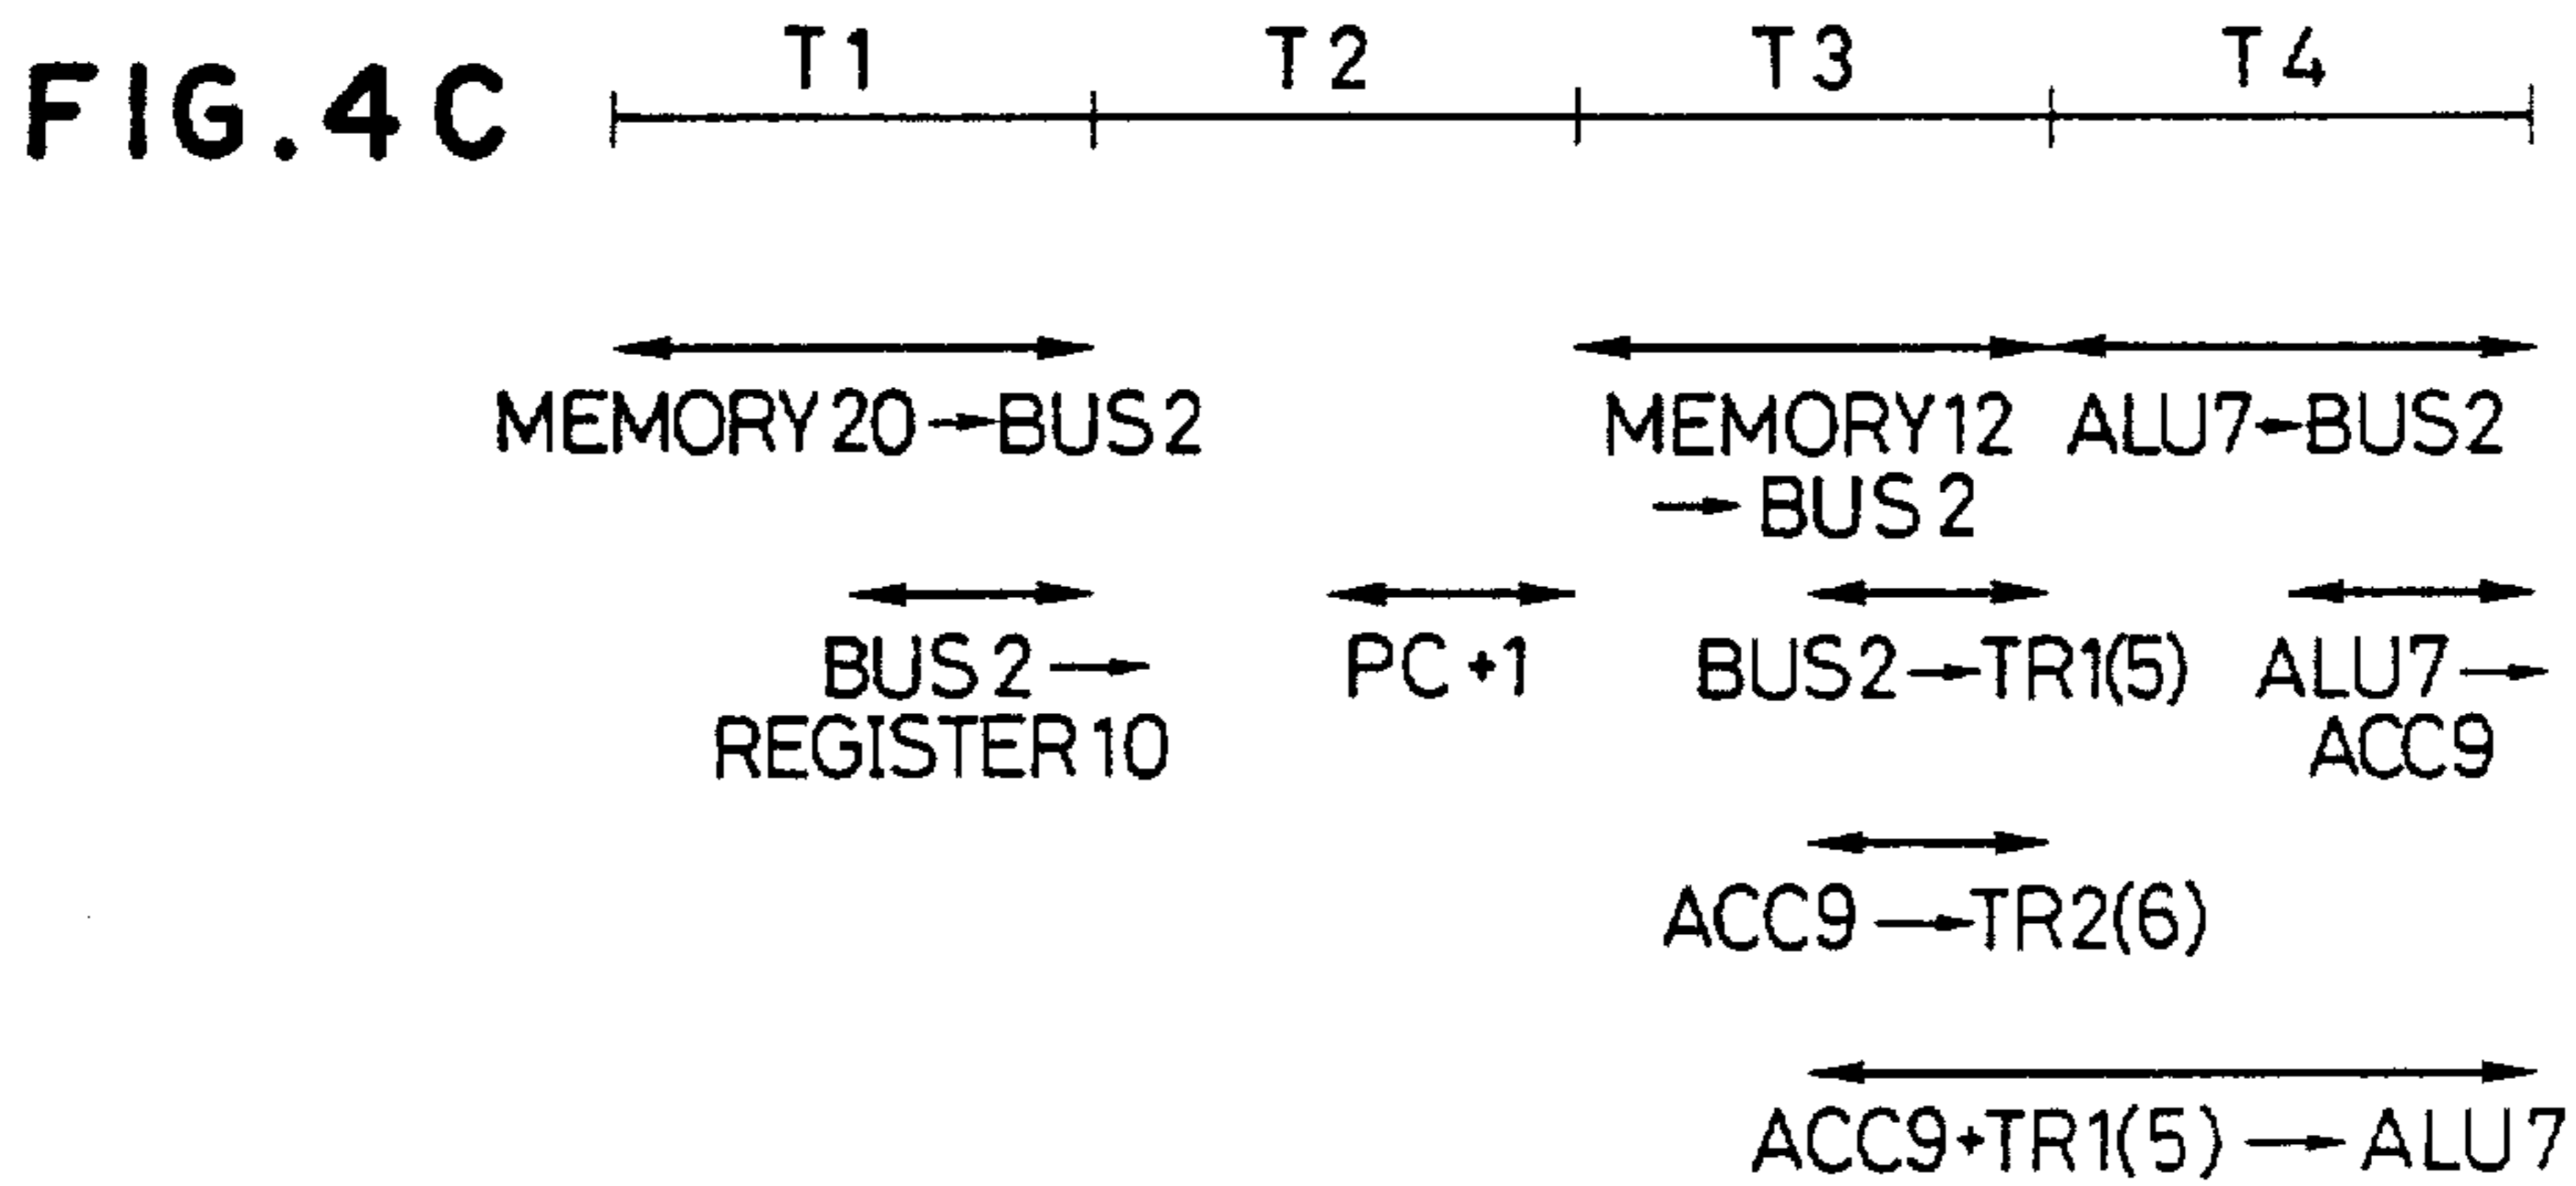 FIG.4C
T1 T2 T3 T4
MEMORY20→BUS2
MEMORY12
→BUS2
ALU7→BUS2
BUS2→
REGISTER10
PC+1
BUS2→TR1(5)
ALU7→
ACC9
ACC9→TR2(6)
ACC9+TR1(5)→ALU7